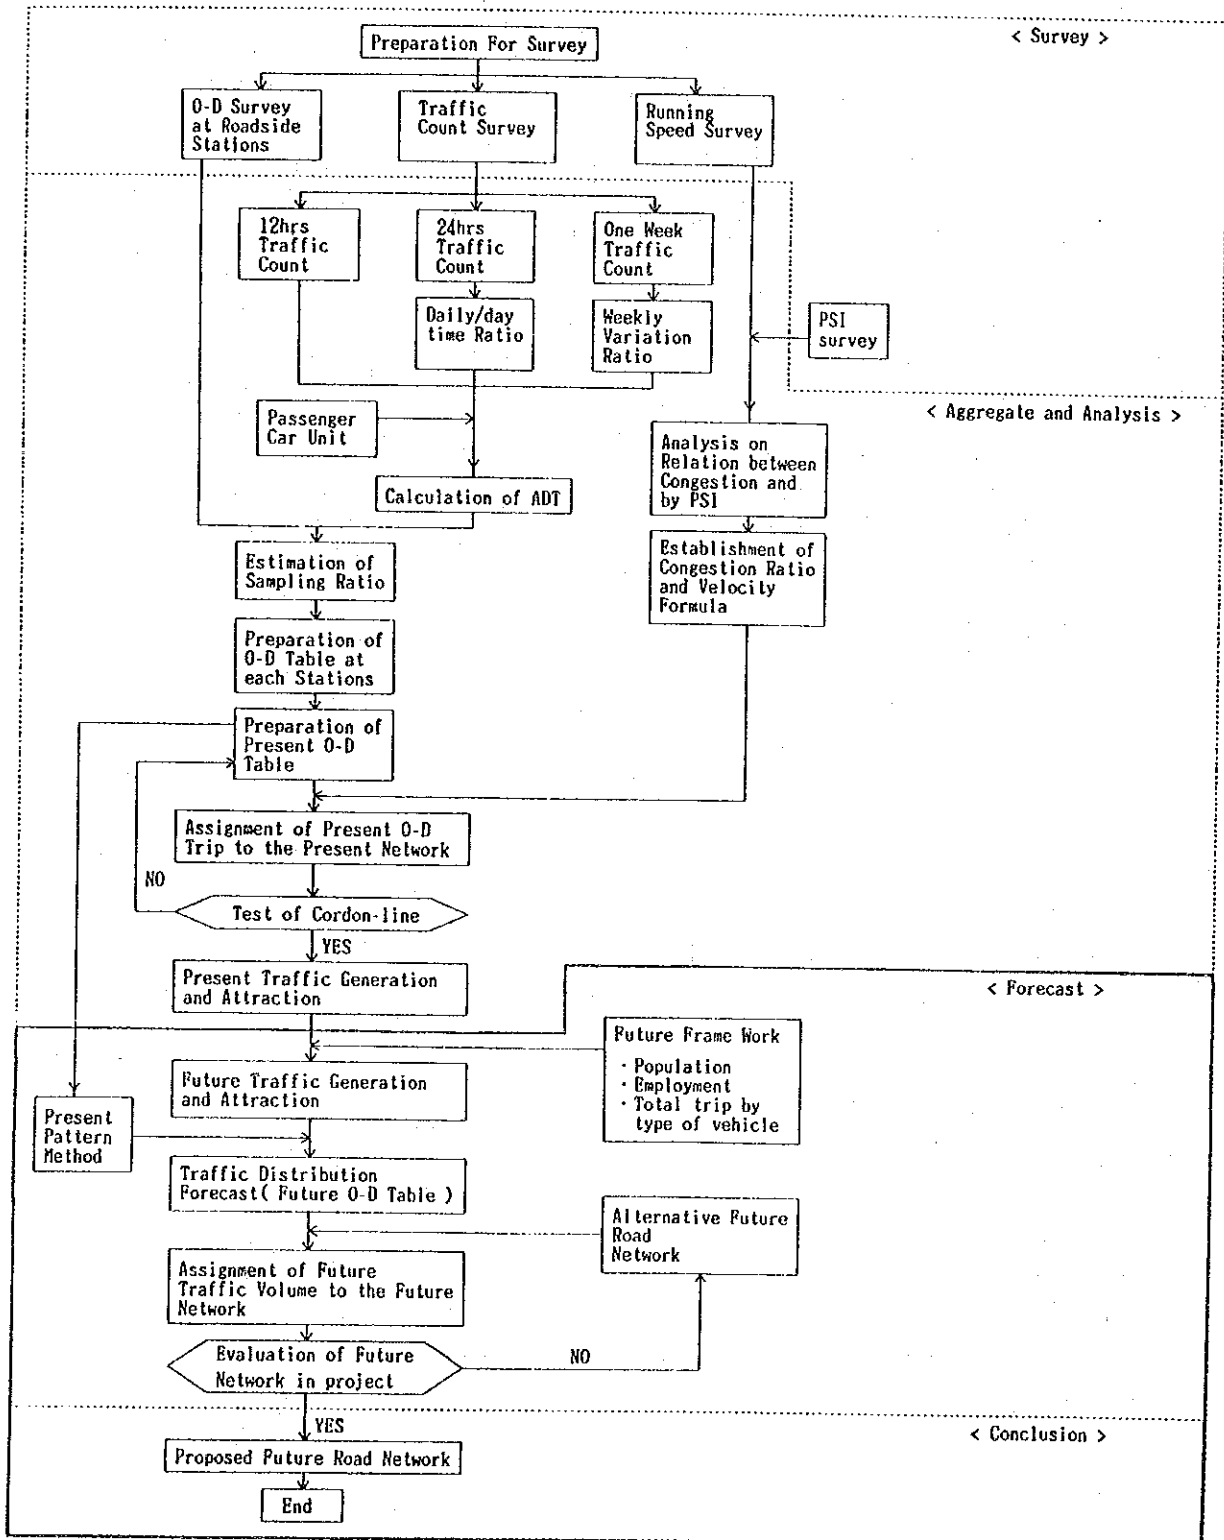 < Survey >
Preparation For Survey
O-D Survey
at Roadside
Stations
Traffic
Count Survey
Running
Speed Survey
12hrs
Traffic
Count
24hrs
Traffic
Count
One Week
Traffic
Count
Daily/day
time Ratio
Weekly
Variation
Ratio
PSI
survey
< Aggregate and Analysis >
Passenger
Car Unit
Analysis on
Relation between
Congestion and
by PSI
Calculation of ADT
Estimation of
Sampling Ratio
Establishment of
Congestion Ratio
and Velocity
Formula
Preparation of
O-D Table at
each Stations
Preparation of
Present O-D
Table
Assignment of Present O-D
Trip to the Present Network
NO
Test of Cordon-line
YES
Present Traffic Generation
and Attraction
< Forecast >
Future Frame Work
· Population
· Employment
· Total trip by
type of vehicle
Future Traffic Generation
and Attraction
Present
Pattern
Method
Traffic Distribution
Forecast( Future O-D Table )
Alternative Future
Road
Network
Assignment of Future
Traffic Volume to the Future
Network
Evaluation of Future
Network in project
NO
YES
< Conclusion >
Proposed Future Road Network
End